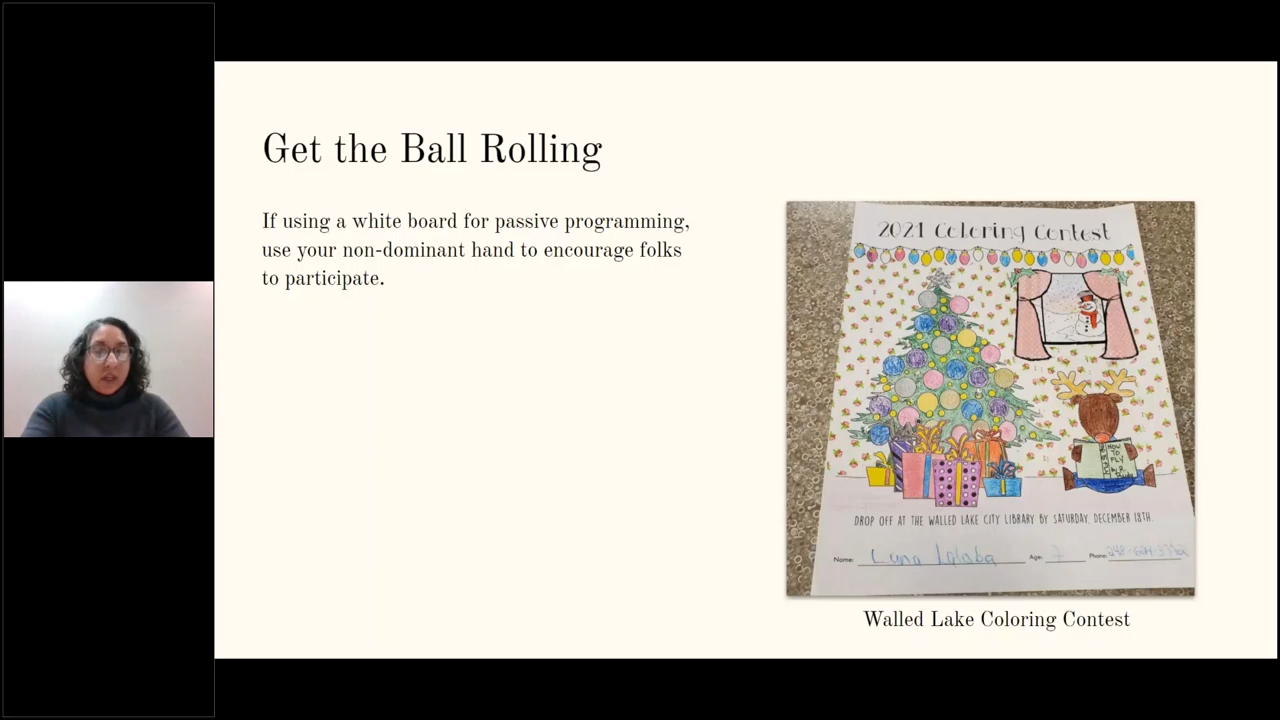 Get the Ball Rolling
If using a white board for passive programming,
use your non-dominant hand to encourage folks
to participate.
2021 Coloring Contest
HOW
TO
FLY
DROP OFF AT THE WALLED LAKE CITY LIBRARY BY SATURDAY, DECEMBER 18TH.
Name: Age: 7 Phone:
Walled Lake Coloring Contest